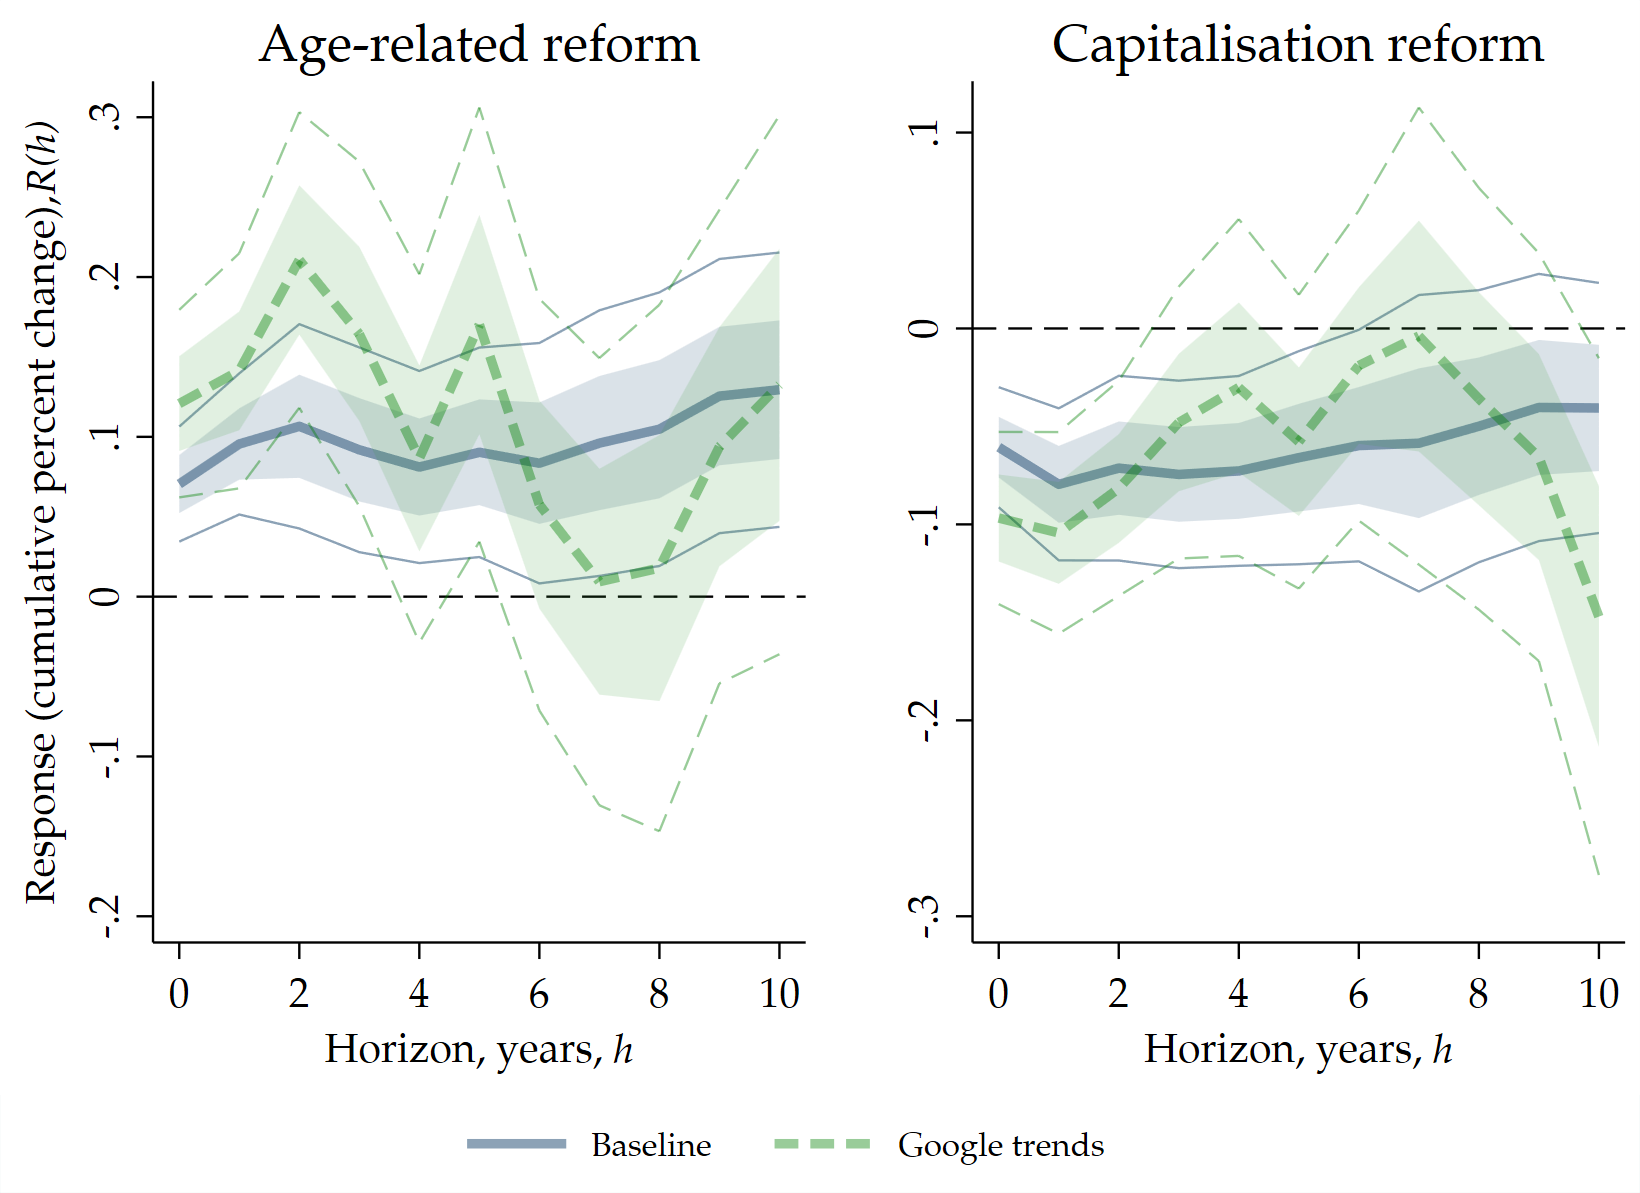 Age-related reform
Capitalisation reform
Response (cumulative percent change),R(h)
.3
.2
.1
0
-.1
-.2
0 2 4 6 8 10
Horizon, years, h
.1
0
-.1
-.2
-.3
0 2 4 6 8 10
Horizon, years, h
Baseline
Google trends